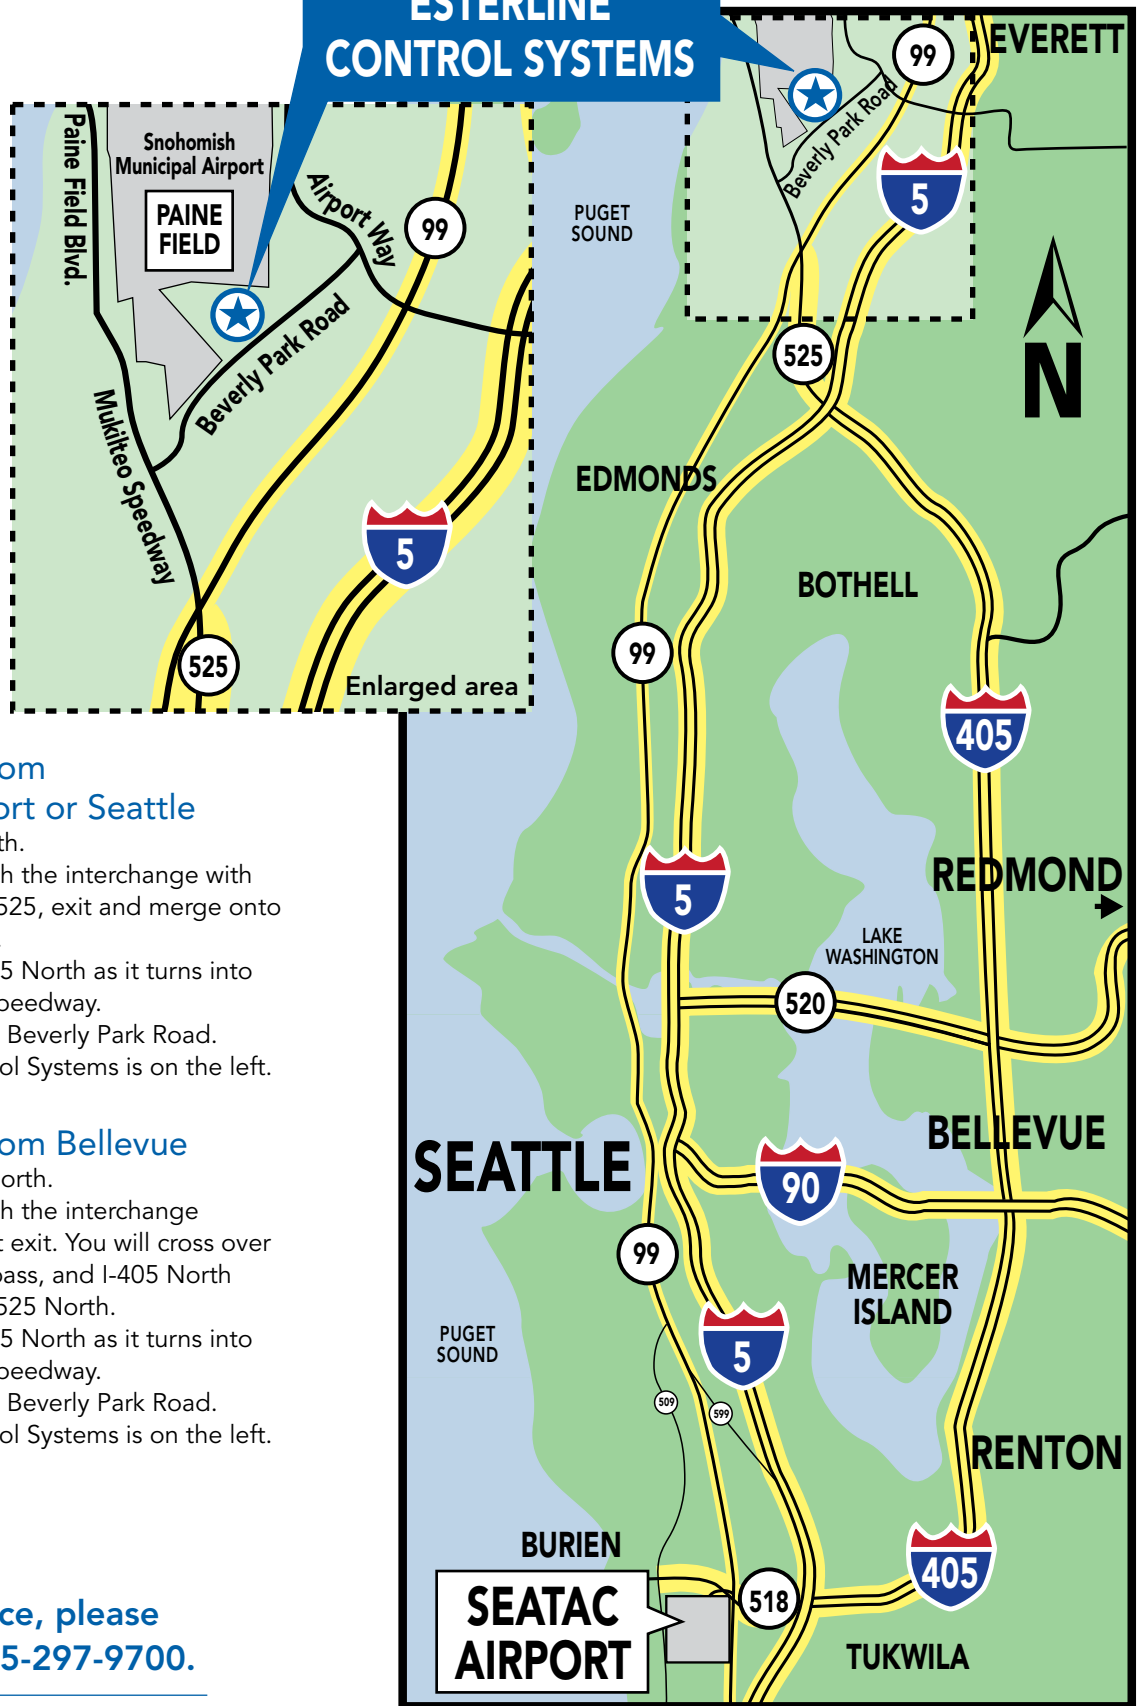 ESTERLINE
CONTROL SYSTEMS
EVERETT
99
Beverly Park Road
5
PUGET
SOUND
525
N
Paine Field Blvd.
Snohomish
Municipal Airport
PAINE
FIELD
Airport Way
99
Beverly Park Road
Mukilteo Speedway
5
525
Enlarged area
EDMONDS
BOTHELL
99
405
5
REDMOND
LAKE
WASHINGTON
520
SEATTLE
BELLEVUE
90
99
MERCER
ISLAND
PUGET
SOUND
5
509
599
RENTON
BURIEN
SEATAC
AIRPORT
518
405
TUKWILA
om
ort or Seattle
th.
h the interchange with
525, exit and merge onto
.
5 North as it turns into
peedway.
Beverly Park Road.
ol Systems is on the left.
om Bellevue
orth.
h the interchange
t exit. You will cross over
pass, and I-405 North
525 North.
5 North as it turns into
peedway.
Beverly Park Road.
ol Systems is on the left.
ce, please
5-297-9700.